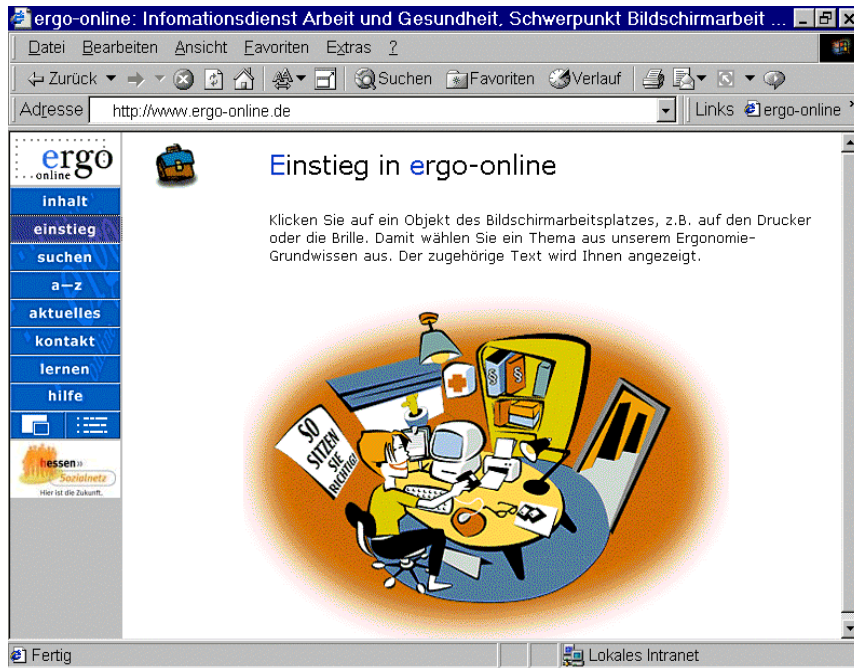 ergo-online: Infomationsdienst Arbeit und Gesundheit, Schwerpunkt Bildschirmarbeit ...
Datei Bearbeiten Ansicht Favoriten Extras ?
Zurück Suchen Favoriten Verlauf
Adresse http://www.ergo-online.de Links ergo-online
ergo
online
inhalt
einstieg
suchen
a–z
aktuelles
kontakt
lernen
hilfe
hessen»
Sozialnetz
Hier ist die Zukunft.
Einstieg in ergo-online
Klicken Sie auf ein Objekt des Bildschirmarbeitsplatzes, z.B. auf den Drucker
oder die Brille. Damit wählen Sie ein Thema aus unserem Ergonomie-
Grundwissen aus. Der zugehörige Text wird Ihnen angezeigt.
§ §
SO
SITZEN
SIE
RICHTIG!
Fertig
Lokales Intranet